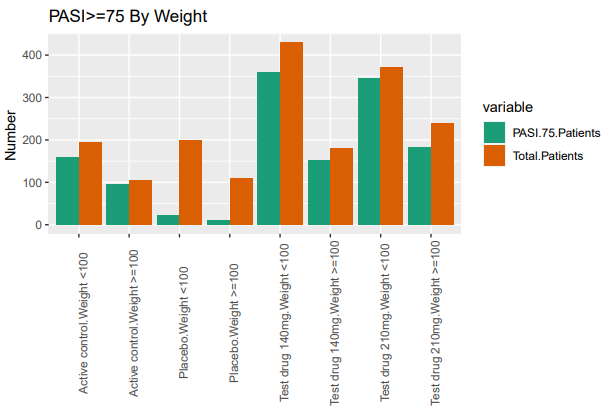 PASI>=75 By Weight
Number
400
300
200
100
0
Active control.Weight <100
Active control.Weight >=100
Placebo.Weight <100
Placebo.Weight >=100
Test drug 140mg.Weight <100
Test drug 140mg.Weight >=100
Test drug 210mg.Weight <100
Test drug 210mg.Weight >=100
variable
PASI.75.Patients
Total.Patients